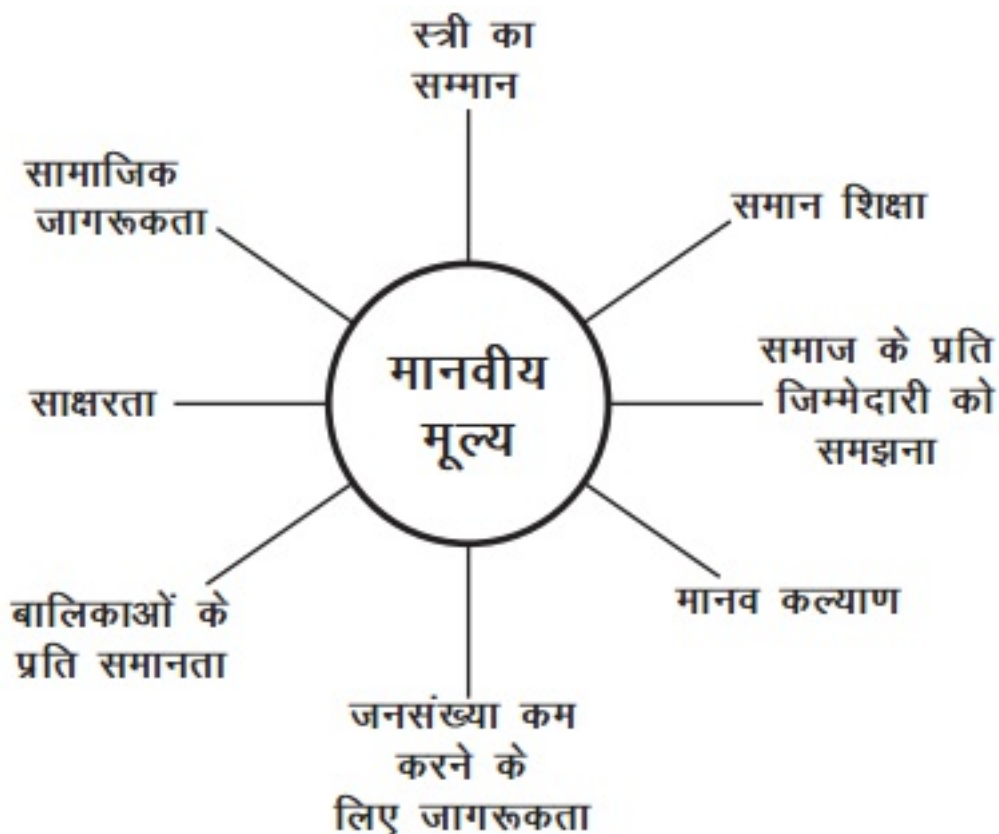 स्त्री का
सम्मान
सामाजिक
जागरूकता
समान शिक्षा
मानवीय
मूल्य
समाज के प्रति
जिम्मेदारी को
समझना
साक्षरता
बालिकाओं के
प्रति समानता
मानव कल्याण
जनसंख्या कम
करने के
लिए जागरूकता